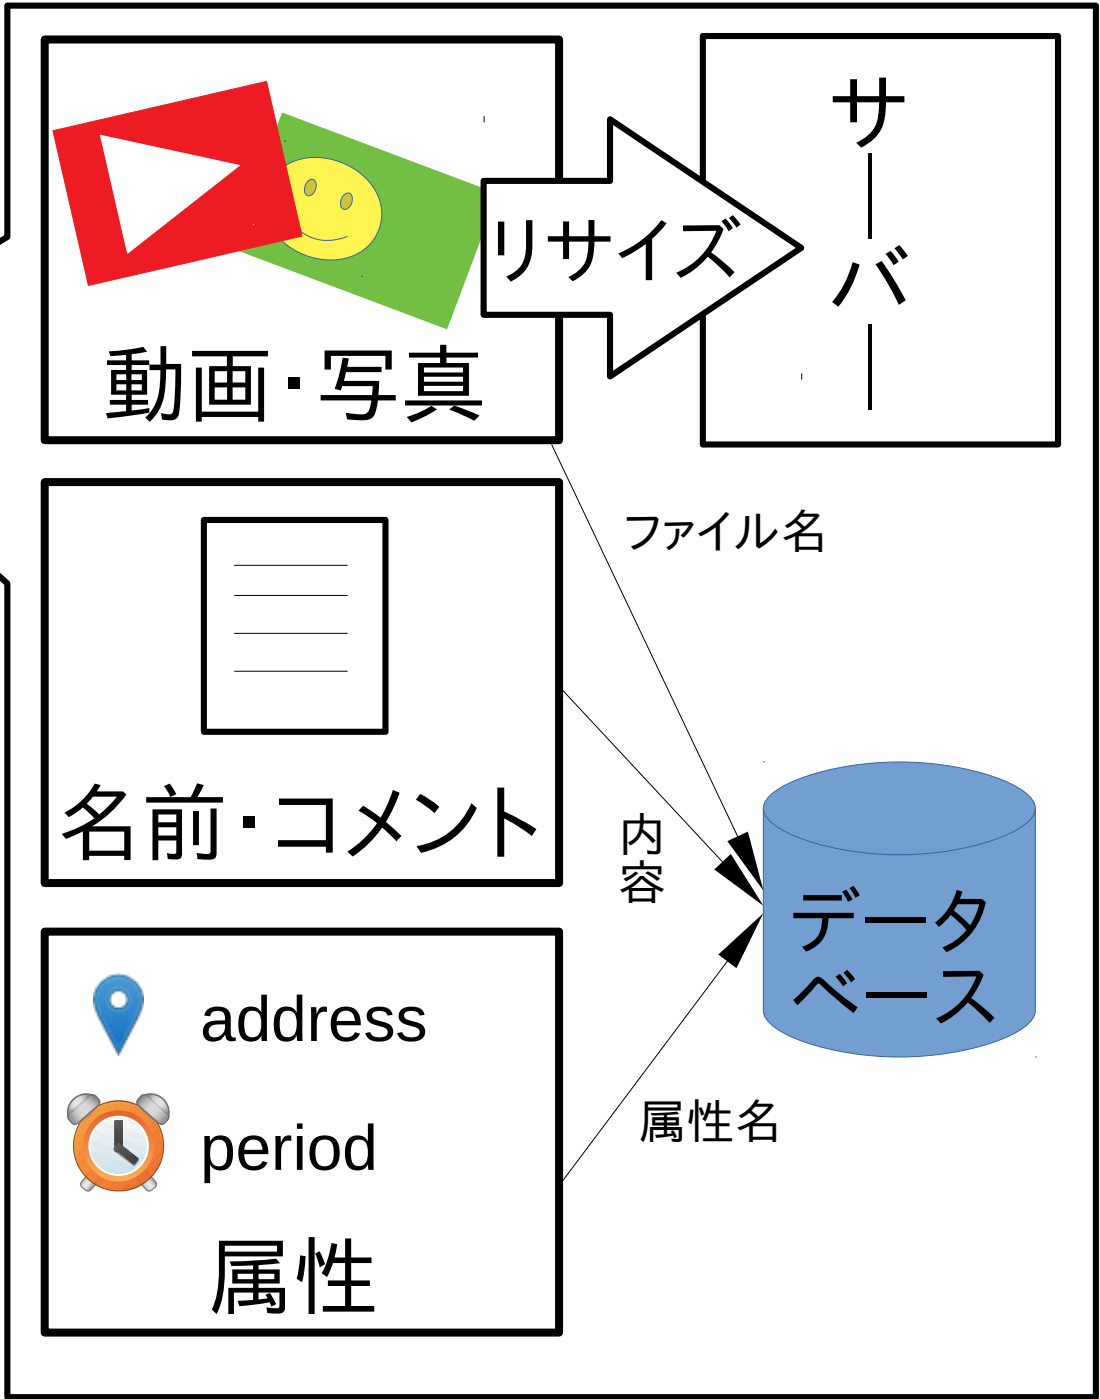 動画・写真
リサイズ
サーバー
ファイル名
名前・コメント
内容
データ
ベース
address
period
属性
属性名